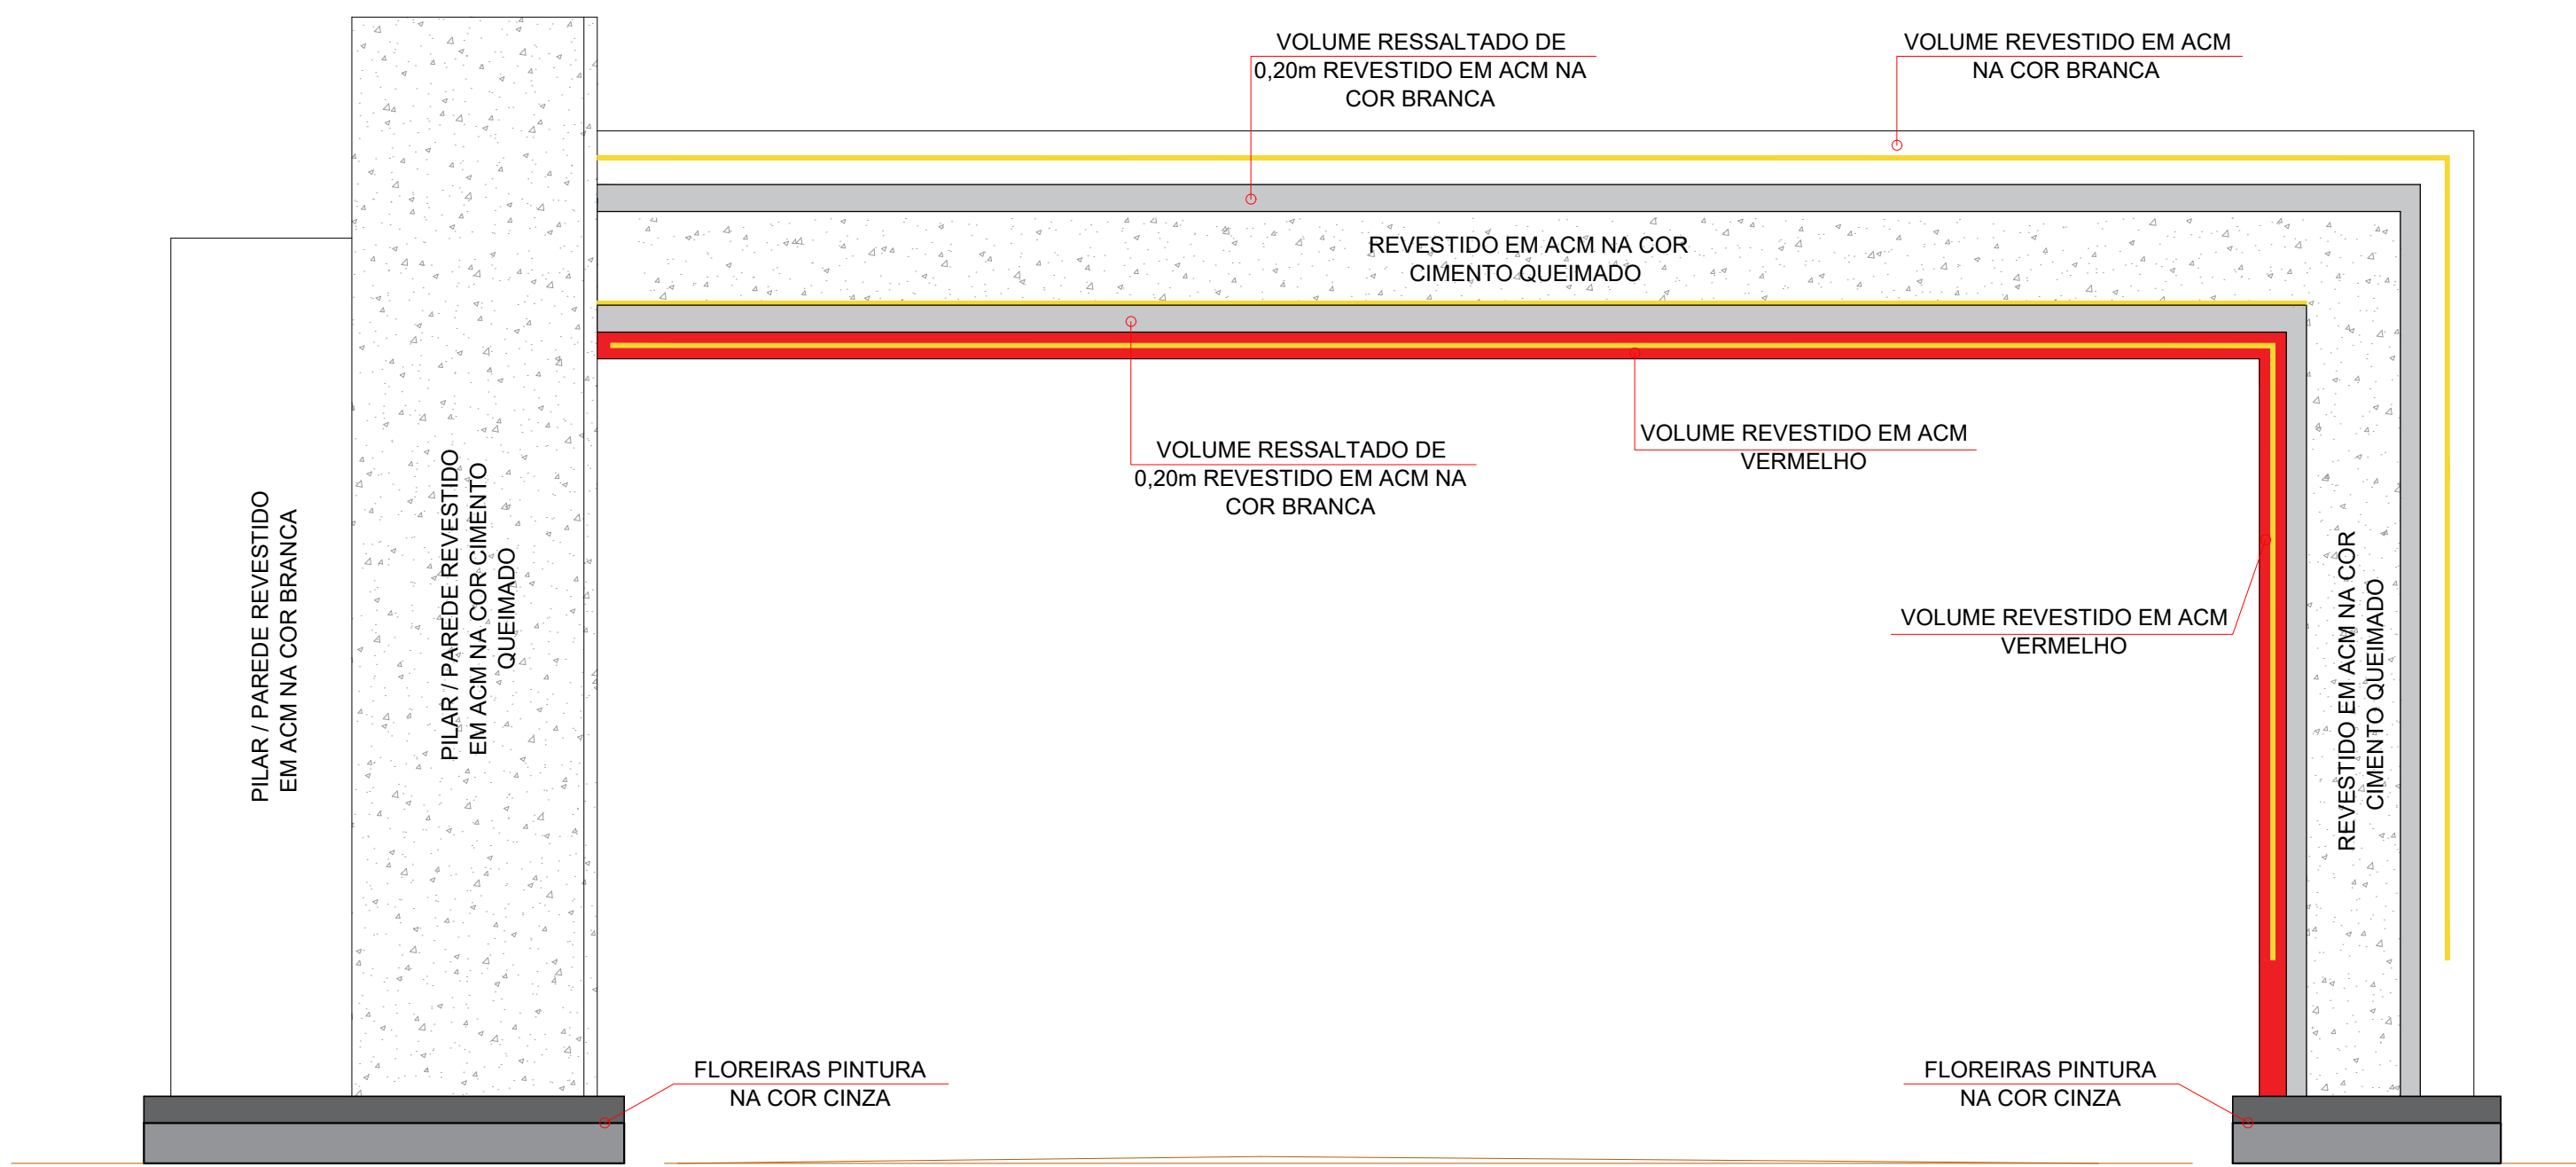 VOLUME RESSALTADO DE
0,20m REVESTIDO EM ACM NA
COR BRANCA
VOLUME REVESTIDO EM ACM
NA COR BRANCA
REVESTIDO EM ACM NA COR
CIMENTO QUEIMADO
VOLUME RESSALTADO DE
0,20m REVESTIDO EM ACM NA
COR BRANCA
VOLUME REVESTIDO EM ACM
VERMELHO
PILAR / PAREDE REVESTIDO
EM ACM NA COR BRANCA
PILAR / PAREDE REVESTIDO
EM ACM NA COR CIMENTO
QUEIMADO
VOLUME REVESTIDO EM ACM
VERMELHO
REVESTIDO EM ACM NA COR
CIMENTO QUEIMADO
FLOREIRAS PINTURA
NA COR CINZA
FLOREIRAS PINTURA
NA COR CINZA